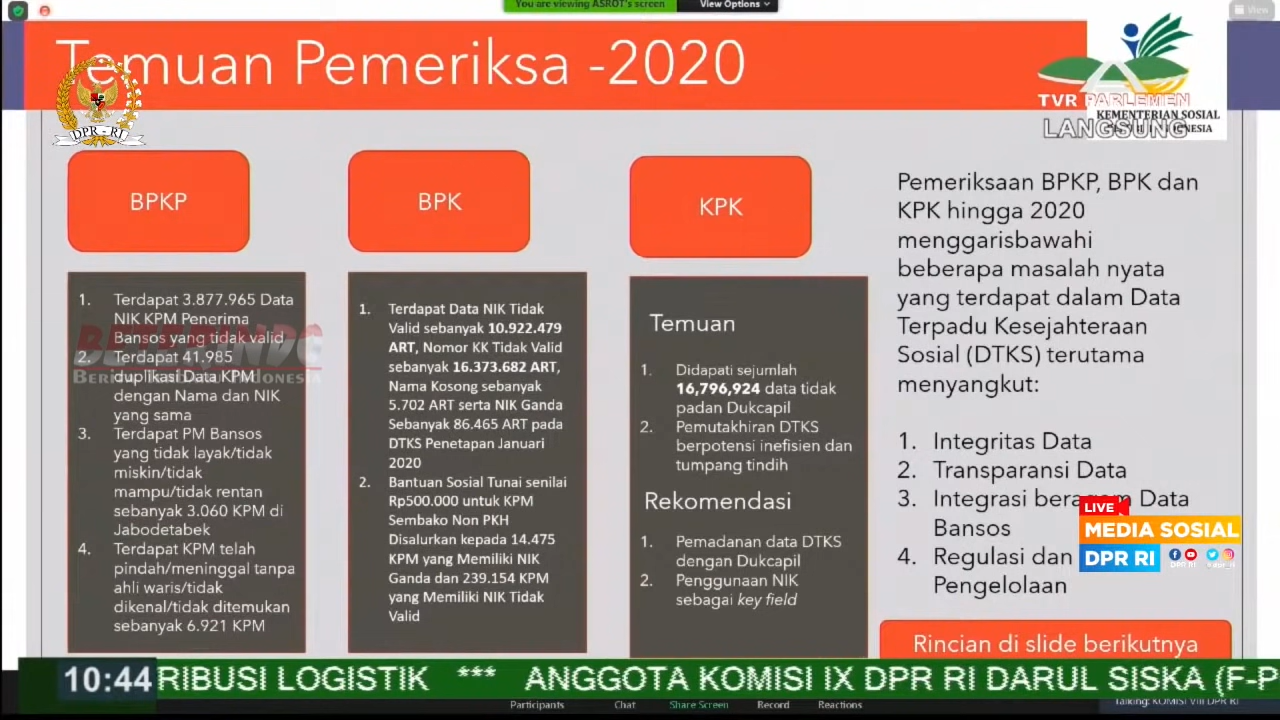 You are viewing ASROT's screen
View Options
View
Temuan Pemeriksa -2020
DPR - RI
TVR PARLEMEN
LANGSUNG
KEMENTERIAN SOSIAL
BPKP
1. Terdapat 3.877.965 Data
NIK KPM Penerima
Bansos yang tidak valid
2. Terdapat 41.985
duplikasi Data KPM
dengan Nama dan NIK
yang sama
3. Terdapat PM Bansos
yang tidak layak/tidak
miskin/tidak
mampu/tidak rentan
sebanyak 3.060 KPM di
Jabodetabek
4. Terdapat KPM telah
pindah/meninggal tanpa
ahli waris/tidak
dikenal/tidak ditemukan
sebanyak 6.921 KPM
BPK
1. Terdapat Data NIK Tidak
Valid sebanyak 10.922.479
ART, Nomor KK Tidak Valid
sebanyak 16.373.682 ART,
Nama Kosong sebanyak
5.702 ART serta NIK Ganda
Sebanyak 86.465 ART pada
DTKS Penetapan Januari
2020
2. Bantuan Sosial Tunai senilai
Rp500.000 untuk KPM
Sembako Non PKH
Disalurkan kepada 14.475
KPM yang Memiliki NIK
Ganda dan 239.154 KPM
yang Memiliki NIK Tidak
Valid
KPK
Temuan
1. Didapati sejumlah
16,796,924 data tidak
padan Dukcapil
2. Pemutakhiran DTKS
berpotensi inefisien dan
tumpang tindih
Rekomendasi
1. Pemadanan data DTKS
dengan Dukcapil
2. Penggunaan NIK
sebagai key field
Pemeriksaan BPKP, BPK dan
KPK hingga 2020
menggarisbawahi
beberapa masalah nyata
yang terdapat dalam Data
Terpadu Kesejahteraan
Sosial (DTKS) terutama
menyangkut:
1. Integritas Data
2. Transparansi Data
3. Integrasi beragam Data
Bansos
4. Regulasi dan
Pengelolaan
LIVE
MEDIA SOSIAL
DPR RI
DPR RI
Rincian di slide berikutnya
10:44 RIBUSI LOGISTIK *** ANGGOTA KOMISI IX DPR RI DARUL SISKA (F-P
Participants
Chat
Share Screen
Record
Reactions
Talking: KOMISI VIII DPR RI